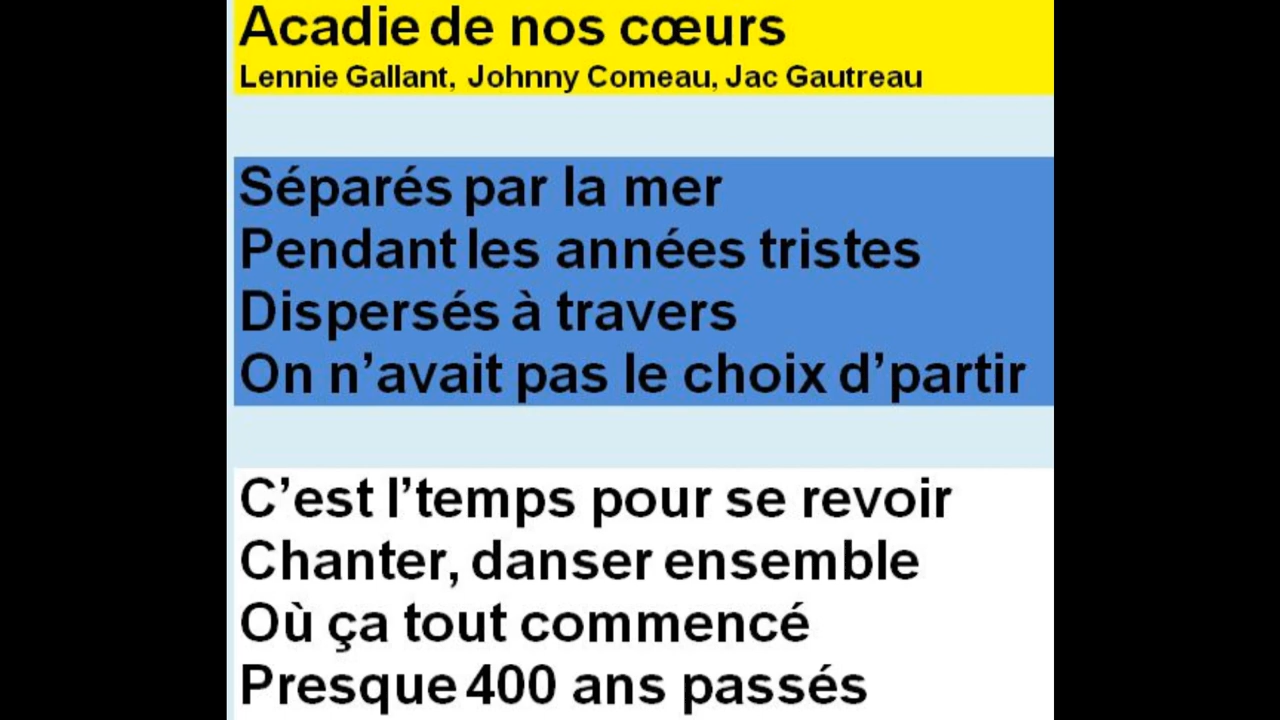 Acadie de nos cœurs
Lennie Gallant, Johnny Comeau, Jac Gautreau
Séparés par la mer
Pendant les années tristes
Dispersés à travers
On n’avait pas le choix d’partir
C’est l’temps pour se revoir
Chanter, danser ensemble
Où ça tout commencé
Presque 400 ans passés